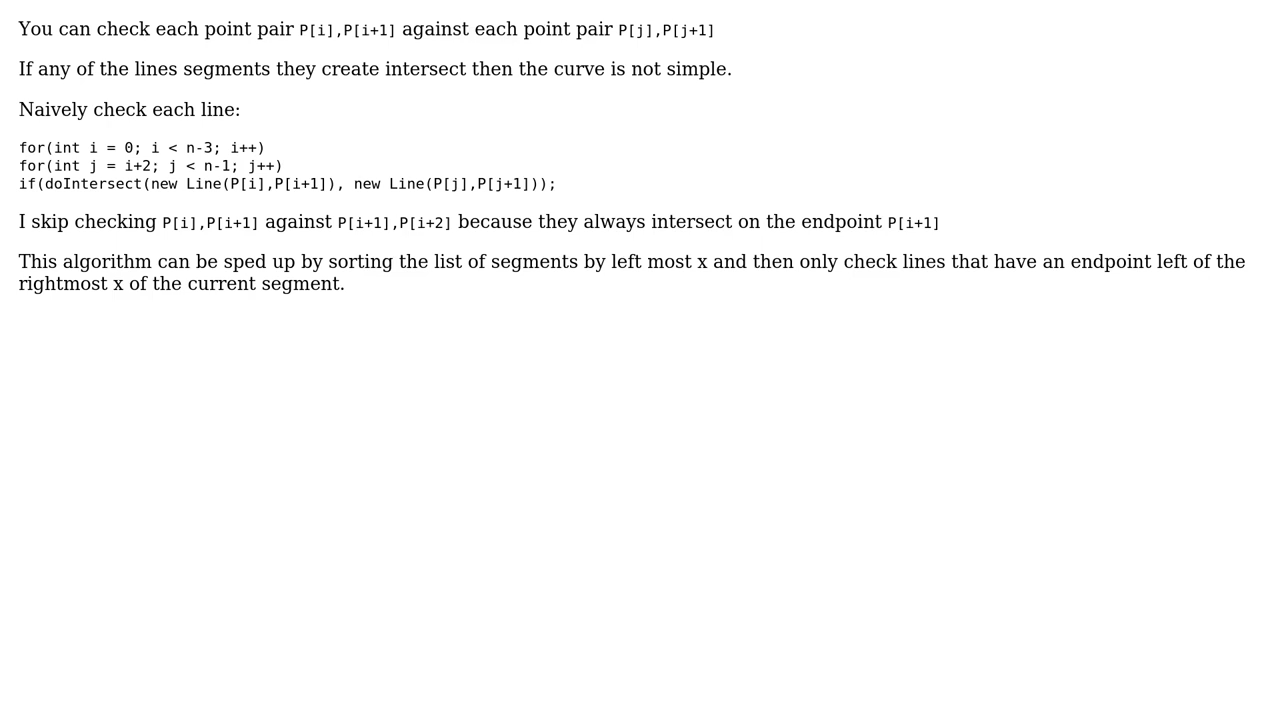 You can check each point pair P[i],P[i+1] against each point pair P[j],P[j+1]
If any of the lines segments they create intersect then the curve is not simple.
Naively check each line:
for(int i = 0; i < n-3; i++)
for(int j = i+2; j < n-1; j++)
if(doIntersect(new Line(P[i],P[i+1]), new Line(P[j],P[j+1]));
I skip checking P[i],P[i+1] against P[i+1],P[i+2] because they always intersect on the endpoint P[i+1]
This algorithm can be sped up by sorting the list of segments by left most x and then only check lines that have an endpoint left of the
rightmost x of the current segment.